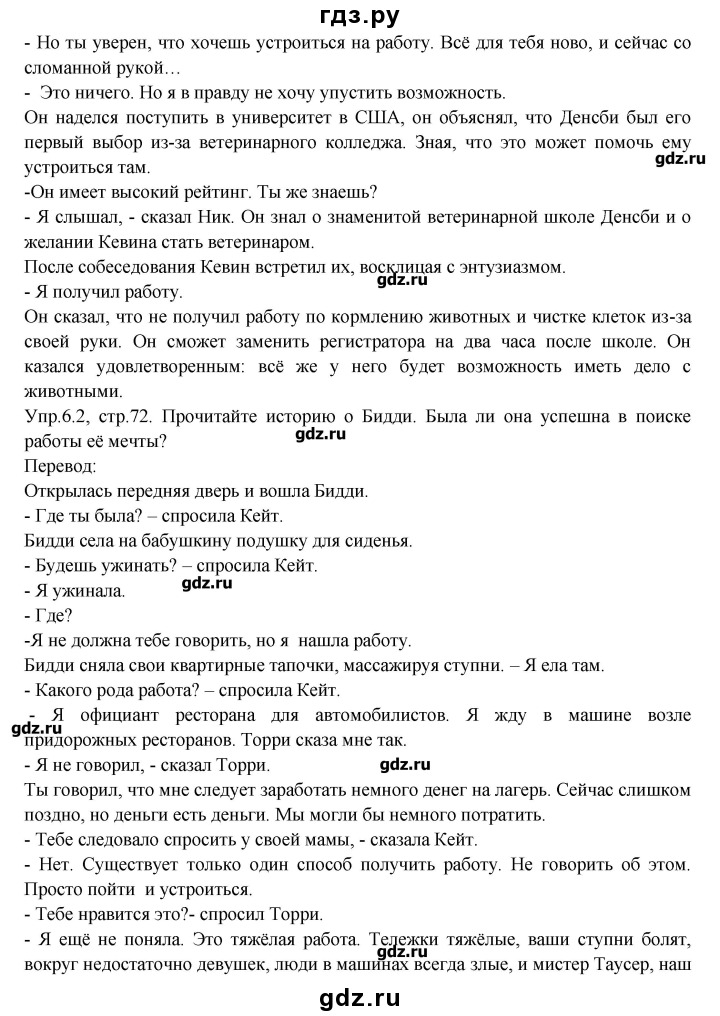 гдз.ру
- Но ты уверен, что хочешь устроиться на работу. Всё для тебя ново, и сейчас со
сломанной рукой…
- Это ничего. Но я в правду не хочу упустить возможность.
Он наделся поступить в университет в США, он объяснял, что Денсби был его
первый выбор из-за ветеринарного колледжа. Зная, что это может помочь ему
устроиться там.
gdz.ru
-Он имеет высокий рейтинг. Ты же знаешь?
- Я слышал, - сказал Ник. Он знал о знаменитой ветеринарной школе Денсби и о
желании Кевина стать ветеринаром.
После собеседования Кевин встретил их, восклицая с энтузиазмом.
gdz.ru
- Я получил работу.
Он сказал, что не получил работу по кормлению животных и чистке клеток из-за
своей руки. Он сможет заменить регистратора на два часа после школе. Он
казался удовлетворенным: всё же у него будет возможность иметь дело с
животными.
Упр.6.2, стр.72. Прочитайте историю о Бидди. Была ли она успешна в поиске
работы её мечты?
gdz.ru
Перевод:
Открылась передняя дверь и вошла Бидди.
- Где ты была? – спросила Кейт.
Бидди села на бабушкину подушку для сиденья.
- Будешь ужинать? – спросила Кейт.
gdz.ru
- Я ужинала.
- Где?
-Я не должна тебе говорить, но я нашла работу.
Бидди сняла свои квартирные тапочки, массажируя ступни. – Я ела там.
- Какого рода работа? – спросила Кейт.
- Я официант ресторана для автомобилистов. Я жду в машине возле
gdz.ru
придорожных ресторанов. Торри сказа мне так.
- Я не говорил, - сказал Торри.
gdz.ru
Ты говорил, что мне следует заработать немного денег на лагерь. Сейчас слишком
поздно, но деньги есть деньги. Мы могли бы немного потратить.
- Тебе следовало спросить у своей мамы, - сказала Кейт.
- Нет. Существует только один способ получить работу. Не говорить об этом.
Просто пойти и устроиться.
- Тебе нравится это?- спросил Торри.
- Я ещё не поняла. Это тяжёлая работа. Тележки тяжёлые, ваши ступни болят,
gdz.ru
вокруг недостаточно девушек, люди в машинах всегда злые, и мистер Таусер, наш
gdz.ru